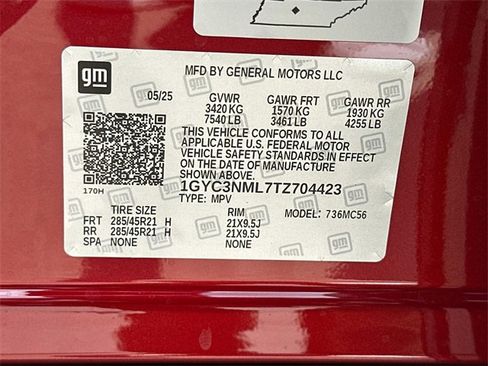 gm
MFD BY GENERAL MOTORS LLC
05/25 GVWR GAWR FRT GAWR RR
3420 KG 1570 KG 1930 KG
7540 LB 3461 LB 4255 LB
THIS VEHICLE CONFORMS TO ALL
APPLICABLE U.S. FEDERAL MOTOR
VEHICLE SAFETY STANDARDS IN EFFECT
ON THE DATE OF MANUFACTURE
SHOWN ABOVE.
170H 1GYC3NML7TZ704423
TYPE: MPV MODEL: 736MC56
TIRE SIZE RIM
FRT 285/45R21 H 21X9.5J
RR 285/45R21 H 21X9.5J
SPA NONE NONE